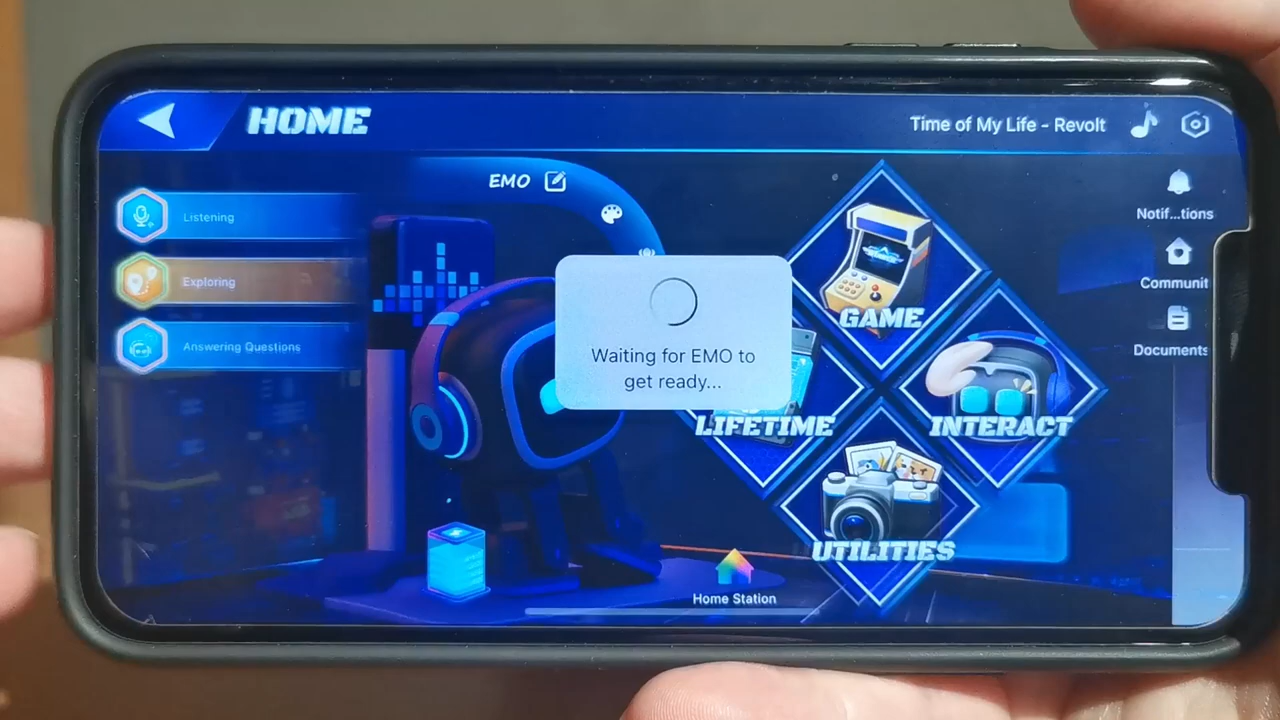 HOME
Time of My Life - Revolt
EMO
Listening
Exploring
Answering Questions
Waiting for EMO to
get ready...
GAME
LIFETIME
INTERACT
UTILITIES
Home Station
Notif...tions
Communit
Documents